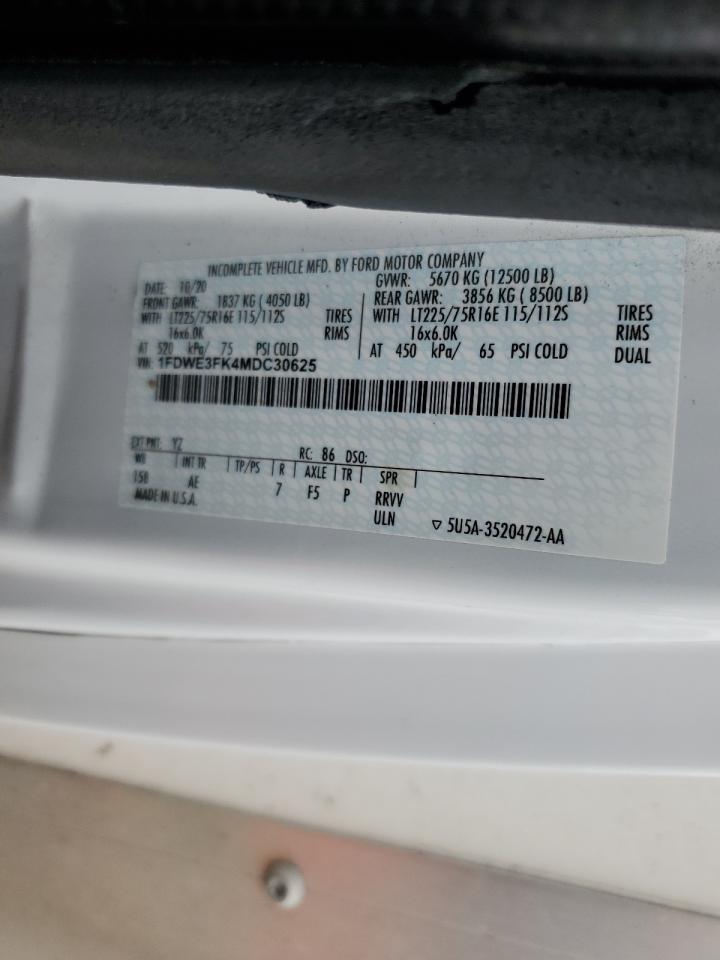 INCOMPLETE VEHICLE MFD. BY FORD MOTOR COMPANY
DATE: 10/20 GVWR: 5670 KG (12500 LB)
FRONT GAWR: 1837 KG ( 4050 LB) REAR GAWR: 3856 KG ( 8500 LB)
WITH LT225/75R16E 115/112S TIRES WITH LT225/75R16E 115/112S TIRES
16x6.0K RIMS 16x6.0K RIMS
AT 520 kPa/ 75 PSI COLD AT 450 kPa/ 65 PSI COLD DUAL
VIN: 1FDWE3FK4MDC30625
EXT PNT: YZ RC: 86 DSO:
WB INT TR TP/PS R AXLE TR SPR
158 AE 7 F5 P RRVV
MADE IN U.S.A. ULN
▽ 5U5A-3520472-AA